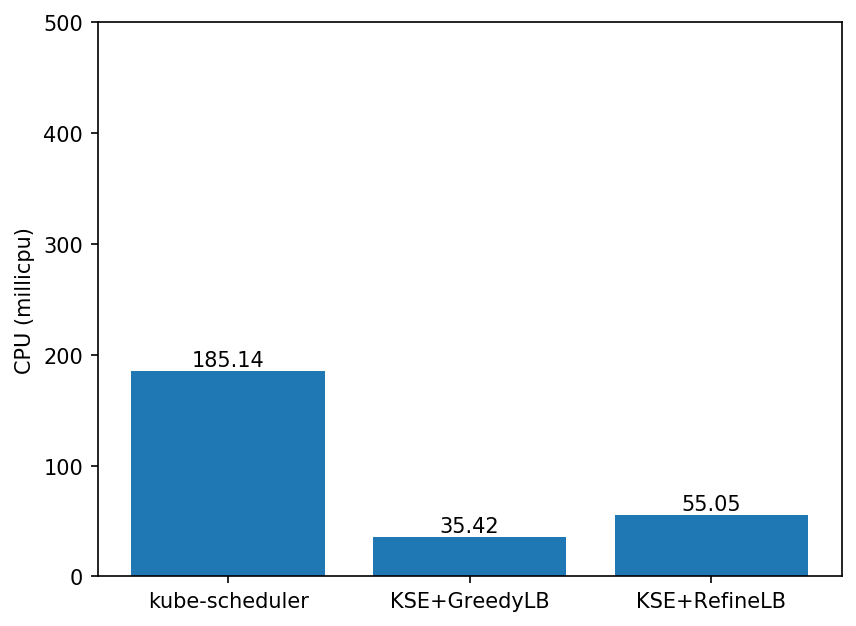 500
400
300
200
100
0
CPU (millicpu)
185.14
35.42
55.05
kube-scheduler
KSE+GreedyLB
KSE+RefineLB